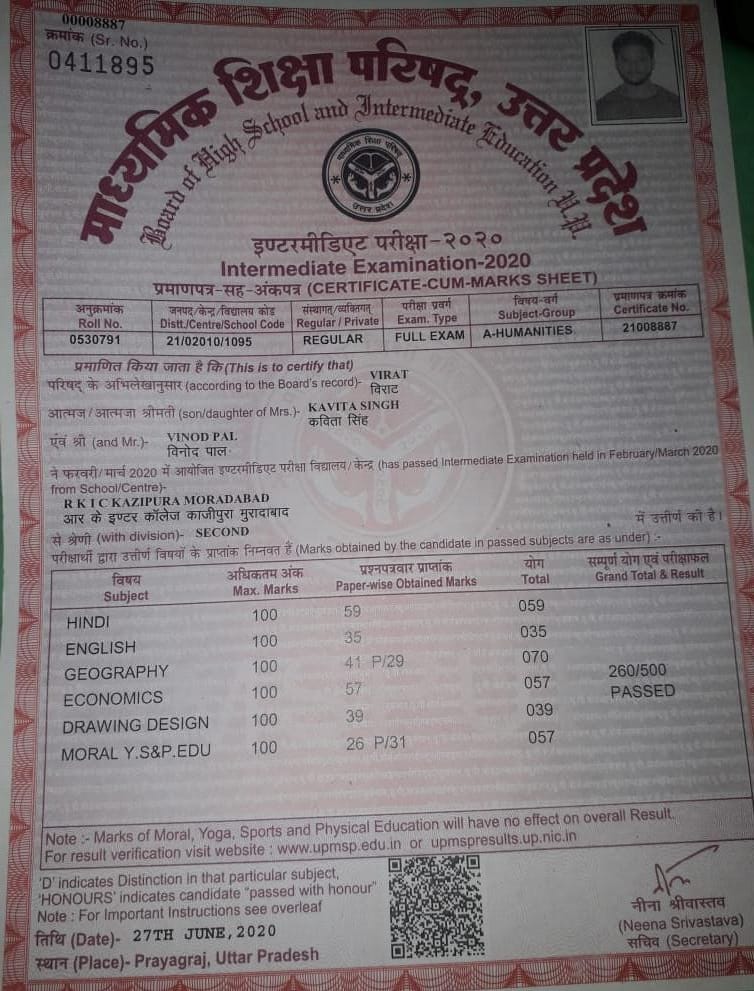 00008887
क्रमांक (Sr. No.)
0411895
माध्यमिक शिक्षा परिषद्, उत्तर प्रदेश
Board of High School and Intermediate Education U.P.
माध्यमिक शिक्षा परिषद्
उत्तर प्रदेश
इण्टरमीडिएट परीक्षा-२०२०
Intermediate Examination-2020
प्रमाणपत्र-सह-अंकपत्र (CERTIFICATE-CUM-MARKS SHEET)
अनुक्रमांक जनपद/केन्द्र/विद्यालय कोड संस्थागत/व्यक्तिगत परीक्षा प्रवर्ग विषय-वर्ग प्रमाणपत्र क्रमांक
Roll No. Distt./Centre/School Code Regular / Private Exam. Type Subject-Group Certificate No.
0530791 21/02010/1095 REGULAR FULL EXAM A-HUMANITIES 21008887
प्रमाणित किया जाता है कि (This is to certify that)
परिषद् के अभिलेखानुसार (according to the Board's record)- VIRAT
विराट
आत्मज/आत्मजा श्रीमती (son/daughter of Mrs.)- KAVITA SINGH
कविता सिंह
एवं श्री (and Mr.)- VINOD PAL
विनोद पाल
ने फरवरी/मार्च 2020 में आयोजित इण्टरमीडिएट परीक्षा विद्यालय/केन्द्र (has passed Intermediate Examination held in February/March 2020
from School/Centre)-
R K I C KAZIPURA MORADABAD
आर के इण्टर कॉलेज काजीपुरा मुरादाबाद
से श्रेणी (with division)- SECOND में उत्तीर्ण की है।
परीक्षार्थी द्वारा उत्तीर्ण विषयों के प्राप्तांक निम्नवत हैं (Marks obtained by the candidate in passed subjects are as under) :-
विषय अधिकतम अंक प्रश्नपत्रवार प्राप्तांक योग सम्पूर्ण योग एवं परीक्षाफल
Subject Max. Marks Paper-wise Obtained Marks Total Grand Total & Result
HINDI 100 59 059
ENGLISH 100 35 035
GEOGRAPHY 100 41 P/29 070
260/500
ECONOMICS 100 57 057
PASSED
DRAWING DESIGN 100 39 039
MORAL Y.S&P.EDU 100 26 P/31 057
Note :- Marks of Moral, Yoga, Sports and Physical Education will have no effect on overall Result.
For result verification visit website : www.upmsp.edu.in or upmspresults.up.nic.in
'D' indicates Distinction in that particular subject,
'HONOURS' indicates candidate "passed with honour"
Note : For Important Instructions see overleaf
तिथि (Date)- 27TH JUNE, 2020
स्थान (Place)- Prayagraj, Uttar Pradesh
नीना श्रीवास्तव
(Neena Srivastava)
सचिव (Secretary)